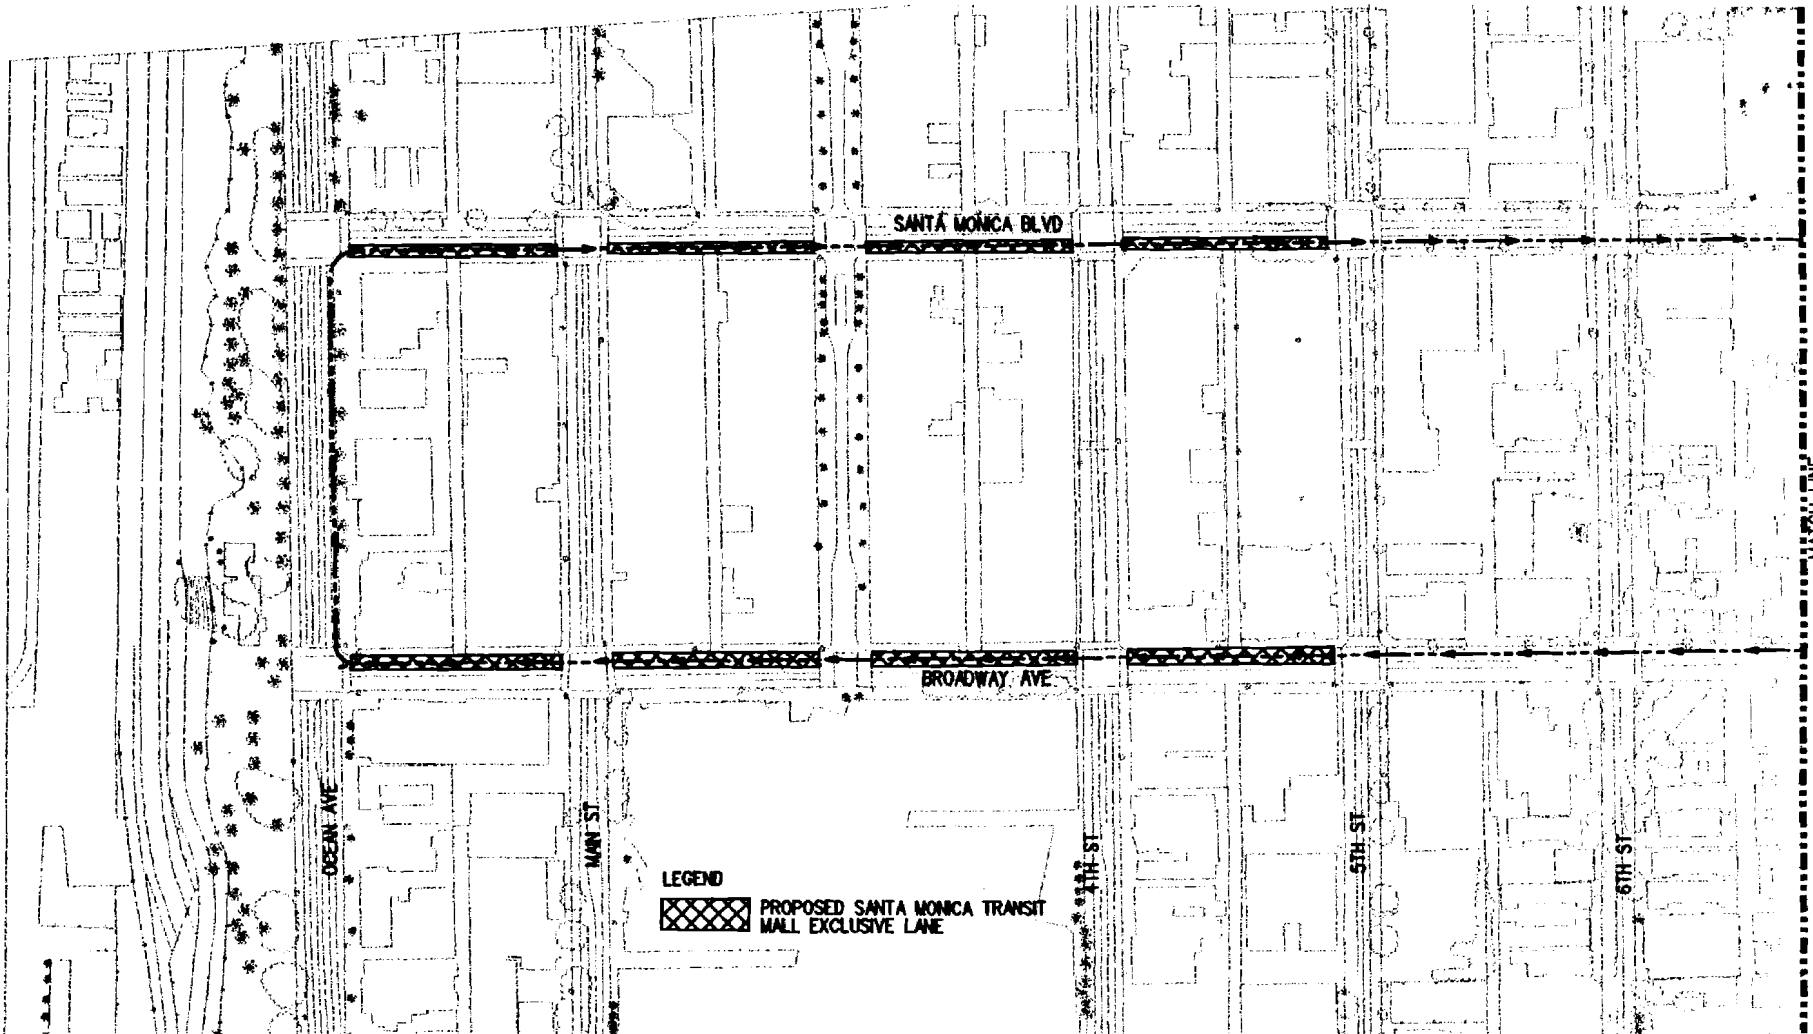 SANTA MONICA BLVD
BROADWAY AVE
OCEAN AVE
MAIN ST
4TH ST
5TH ST
6TH ST
LEGEND
PROPOSED SANTA MONICA TRANSIT
MALL EXCLUSIVE LANE